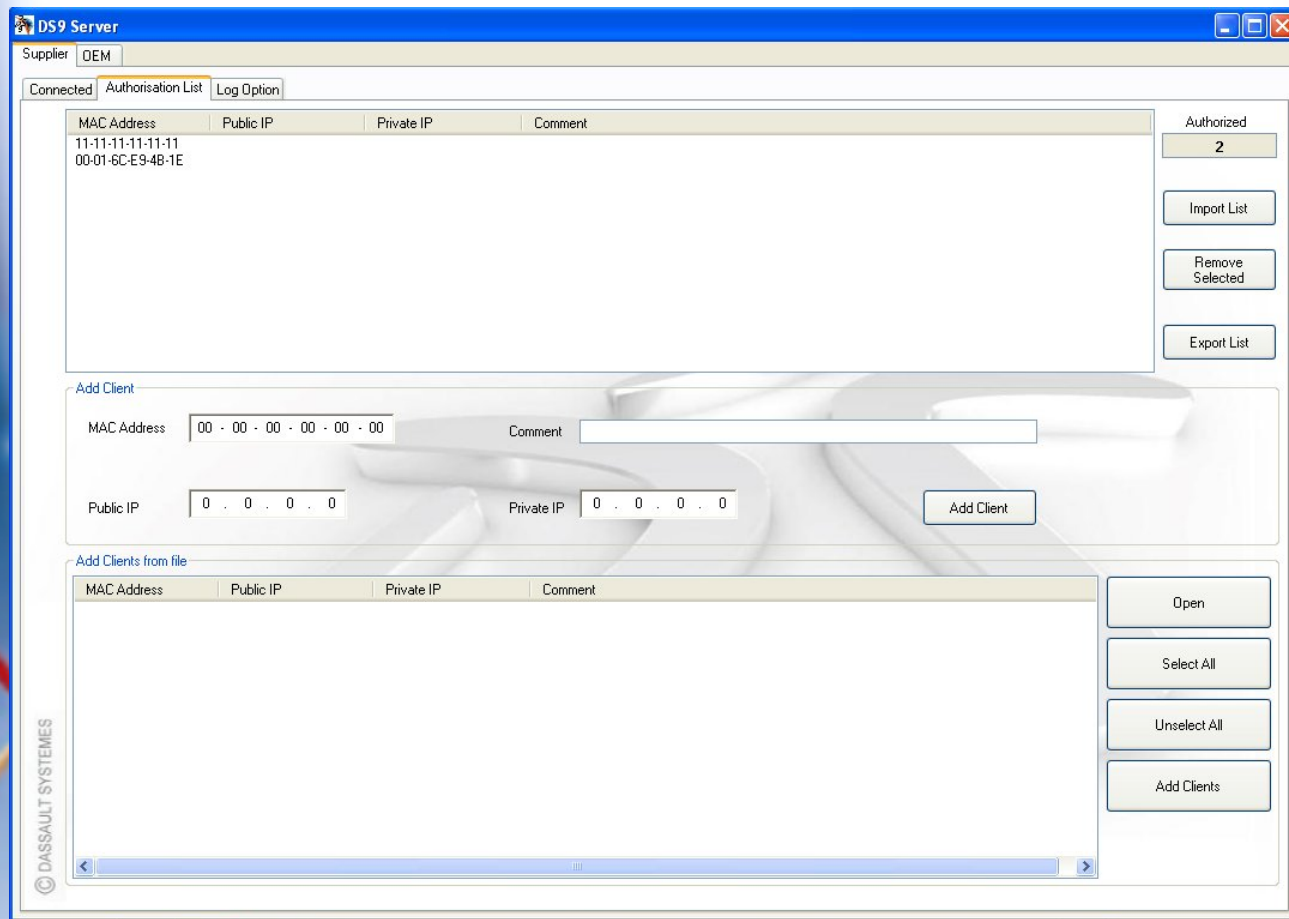 DS9 Server
Supplier OEM
Connected Authorisation List Log Option
MAC Address Public IP Private IP Comment
11-11-11-11-11-11
00-01-6C-E9-4B-1E
Authorized
2
Import List
Remove
Selected
Export List
Add Client
MAC Address 00 - 00 - 00 - 00 - 00 - 00 Comment
Public IP 0 . 0 . 0 . 0 Private IP 0 . 0 . 0 . 0 Add Client
Add Clients from file
MAC Address Public IP Private IP Comment
Open
Select All
Unselect All
Add Clients
© DASSAULT SYSTEMES